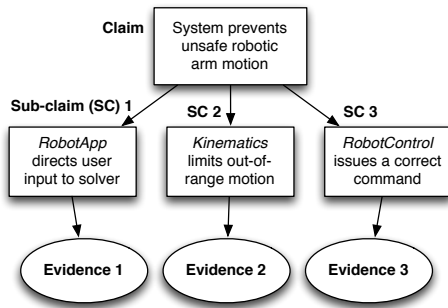 Claim
System prevents
unsafe robotic
arm motion
Sub-claim (SC) 1
SC 2
SC 3
RobotApp
directs user
input to solver
Kinematics
limits out-of-
range motion
RobotControl
issues a correct
command
Evidence 1
Evidence 2
Evidence 3